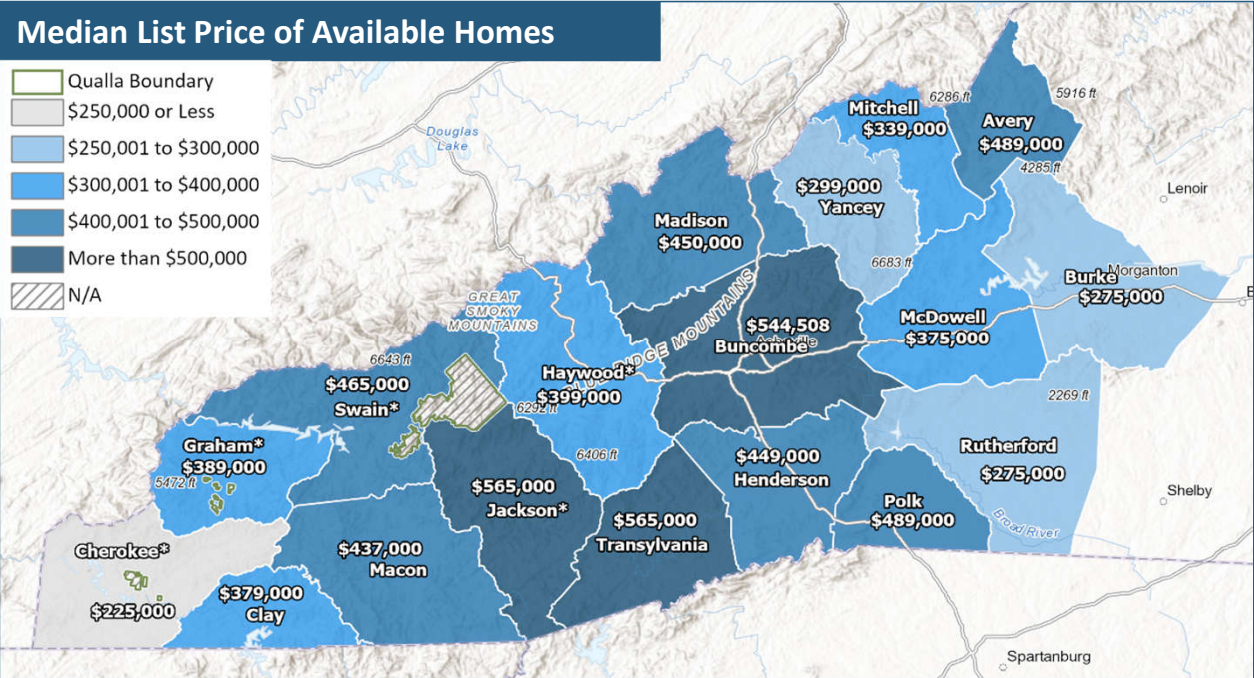 Median List Price of Available Homes
Qualla Boundary
$250,000 or Less
$250,001 to $300,000
$300,001 to $400,000
$400,001 to $500,000
More than $500,000
N/A
Douglas
Lake
6286 ft
5916 ft
Mitchell
$339,000
Avery
$489,000
4285 ft
Lenoir
$299,000
Yancey
Madison
$450,000
6683 ft
Burke
Morganton
$275,000
GREAT
SMOKY
MOUNTAINS
BLUE RIDGE MOUNTAINS
$544,508
Buncombe
Asheville
McDowell
$375,000
6643 ft
$465,000
Swain*
Haywood*
$399,000
6292 ft
2269 ft
Graham*
$389,000
5472 ft
6406 ft
$449,000
Henderson
Rutherford
$275,000
$565,000
Jackson*
Shelby
Polk
$489,000
Broad River
$565,000
Transylvania
Cherokee*
$225,000
$437,000
Macon
$379,000
Clay
Spartanburg